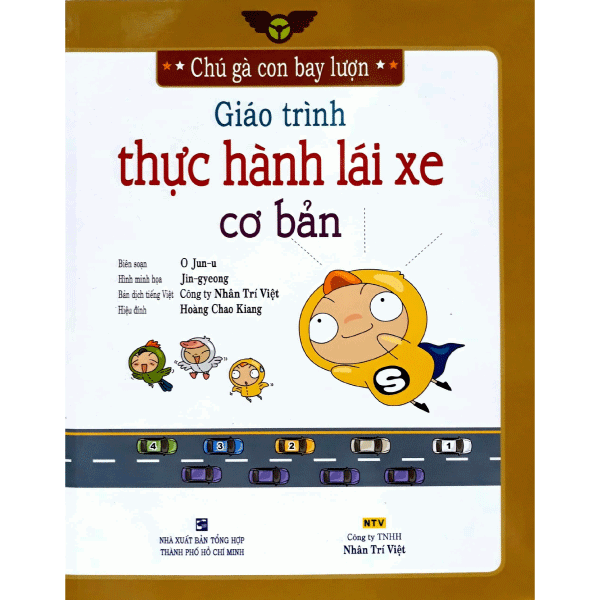 Chú gà con bay lượn
Giáo trình
thực hành lái xe
cơ bản
Biên soạn O Jun-u
Hình minh họa Jin-gyeong
Bản dịch tiếng Việt Công ty Nhân Trí Việt
Hiệu đính Hoàng Chao Kiang
S
4 3 2 1
NHÀ XUẤT BẢN TỔNG HỢP
THÀNH PHỐ HỒ CHÍ MINH
NTV
Công ty TNHH
Nhân Trí Việt